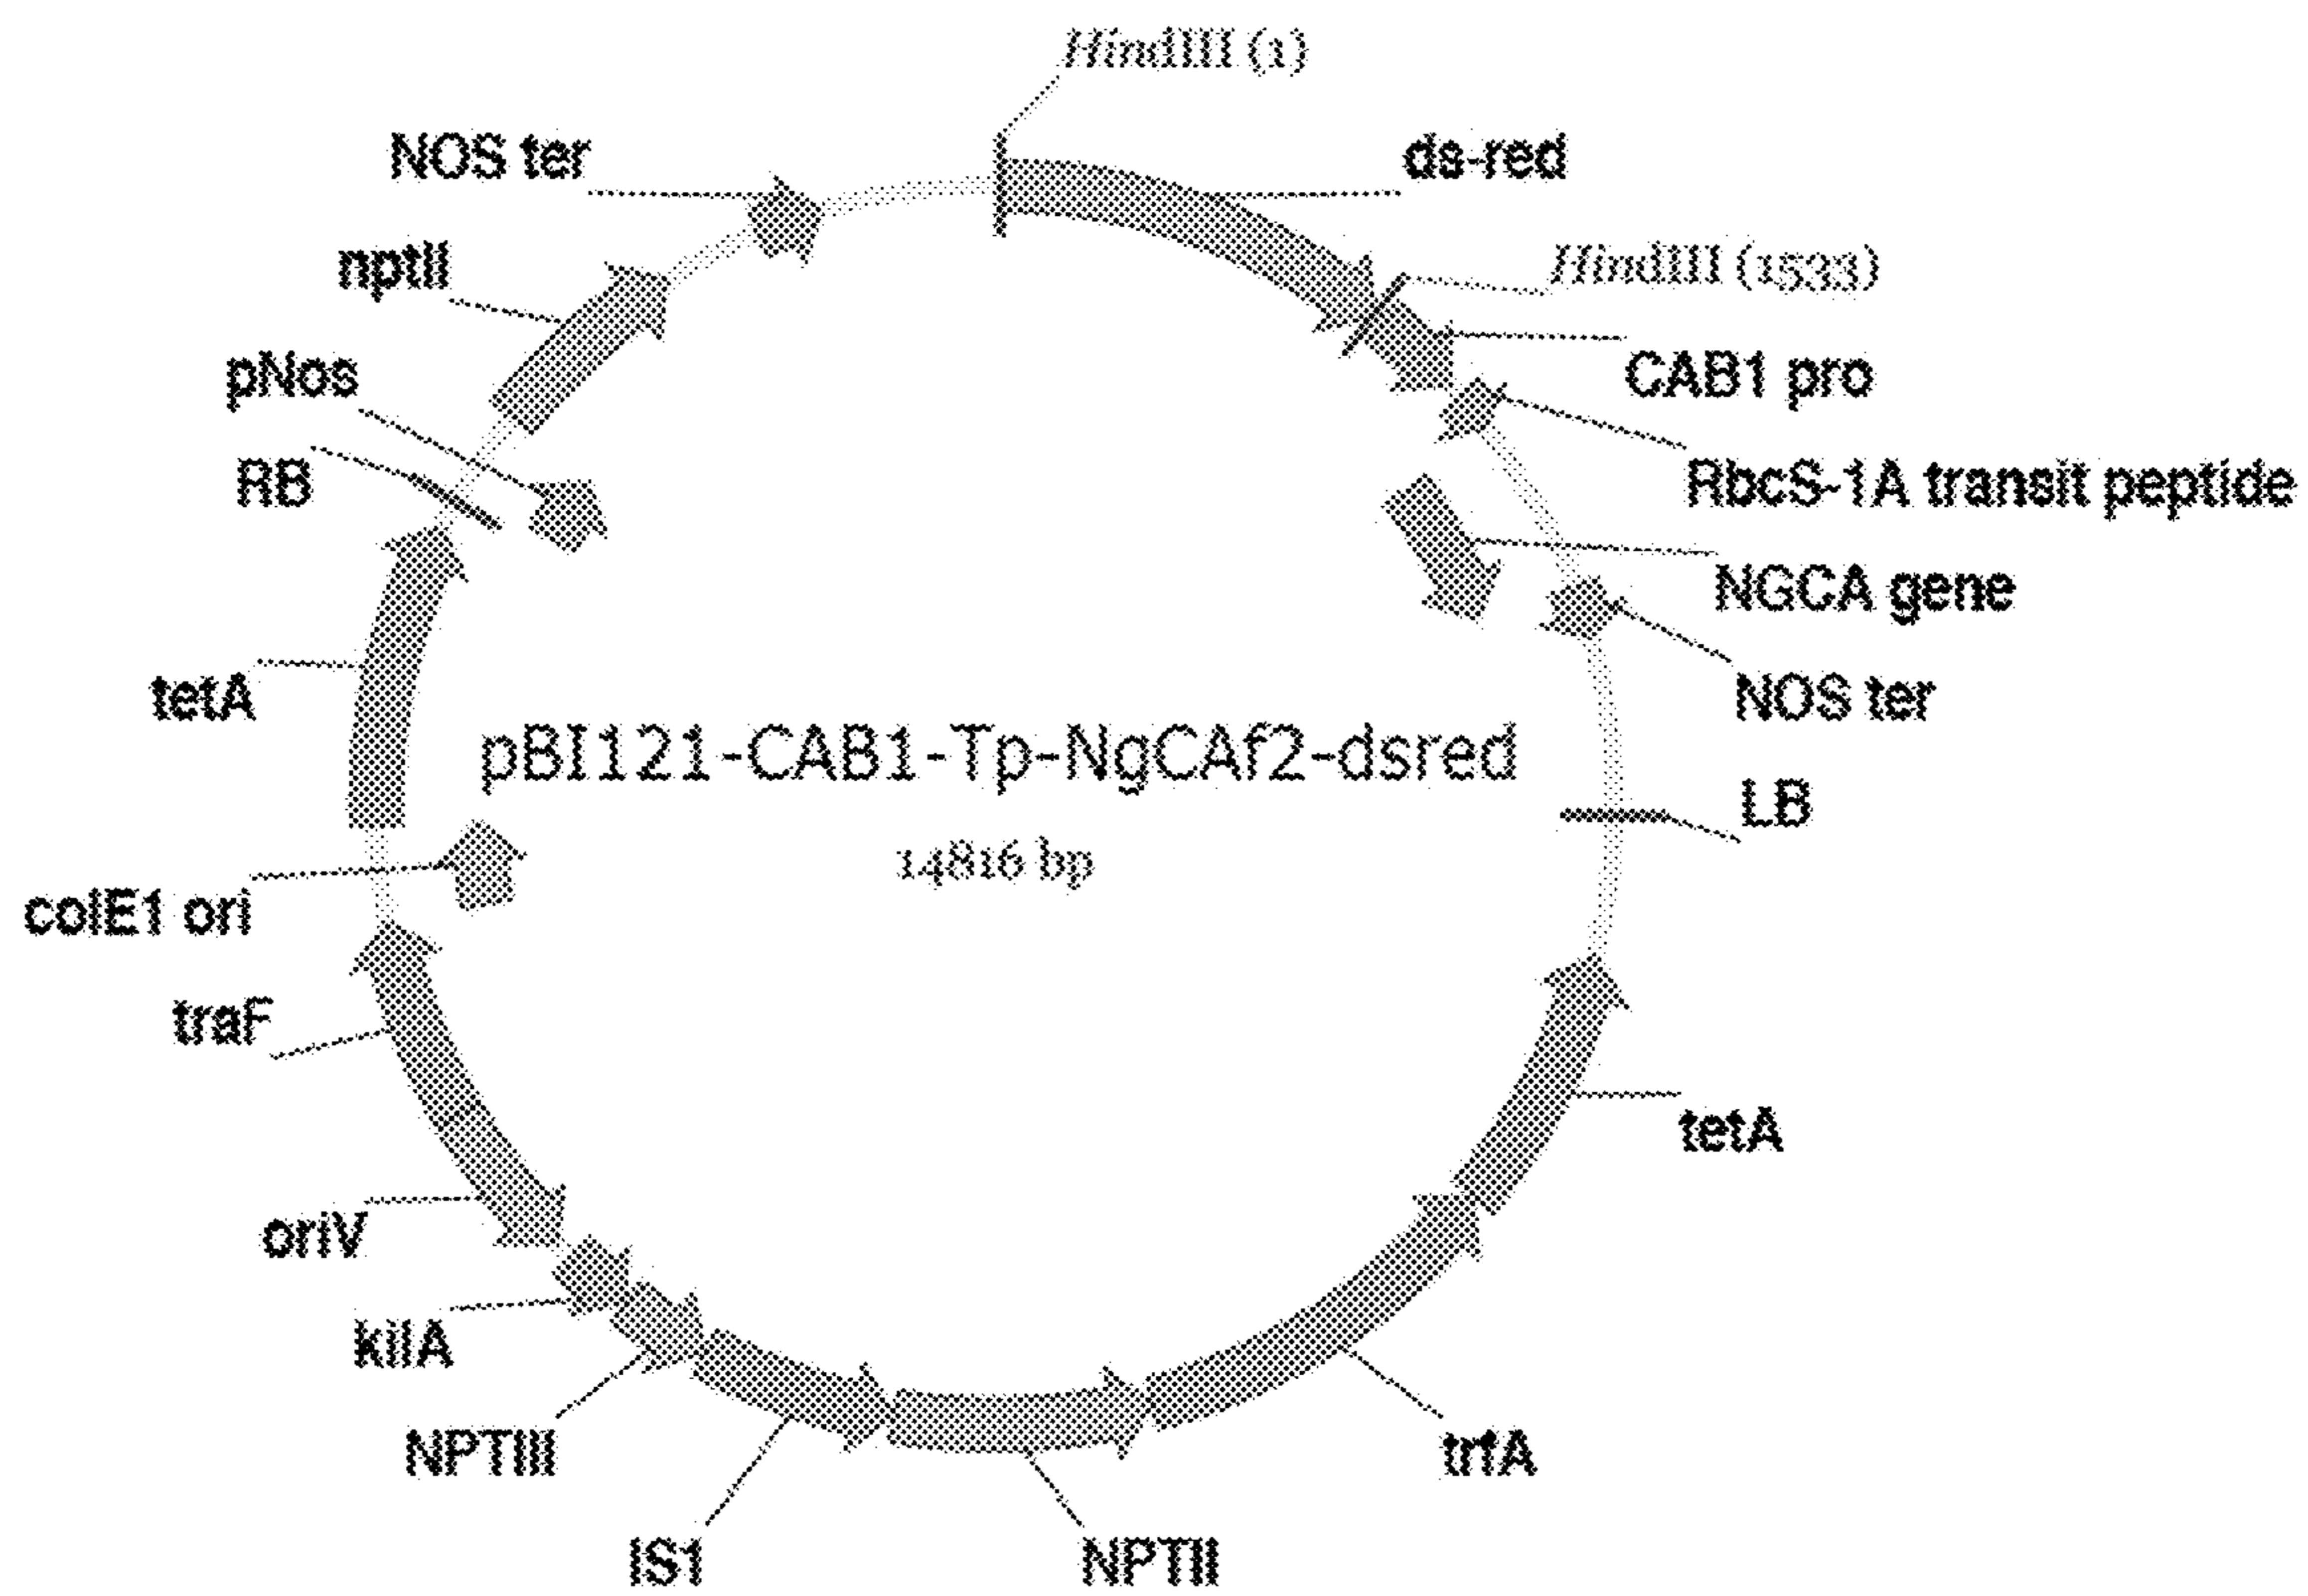 HindIII (1)
NOS ter
ds-red
nptII
HindIII (1533)
pNos
CAB1 pro
RB
RbcS-1A transit peptide
NGCA gene
tetA
NOS ter
pBI121-CAB1-Tp-NgCAf2-dsred
LB
14816 bp
colE1 ori
traF
tetA
oriV
kilA
NPTIII
trfA
IS1
NPTII